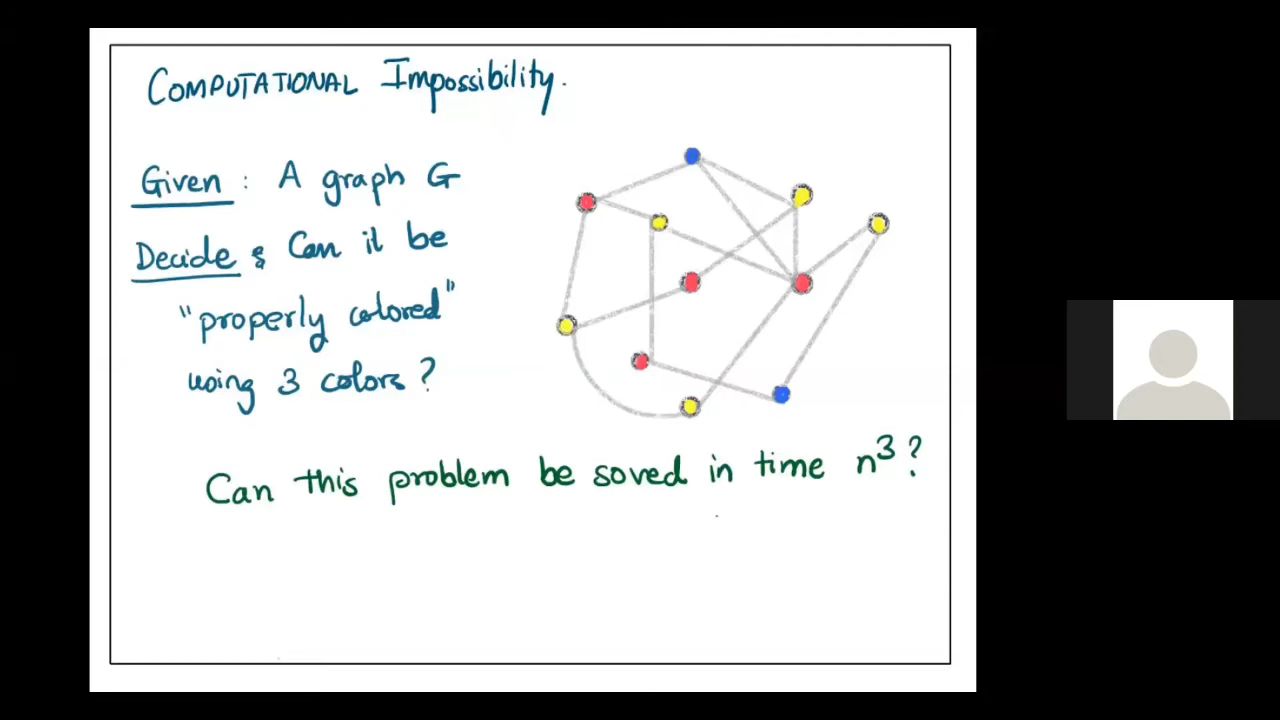 COMPUTATIONAL Impossibility.
Given : A graph G
Decide : Can it be
"properly colored"
using 3 colors ?
Can this problem be soved in time n³ ?